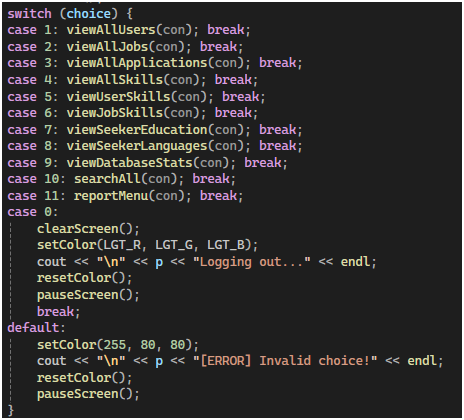 switch (choice) {
case 1: viewAllUsers(con); break;
case 2: viewAllJobs(con); break;
case 3: viewAllApplications(con); break;
case 4: viewAllSkills(con); break;
case 5: viewUserSkills(con); break;
case 6: viewJobSkills(con); break;
case 7: viewSeekerEducation(con); break;
case 8: viewSeekerLanguages(con); break;
case 9: viewDatabaseStats(con); break;
case 10: searchAll(con); break;
case 11: reportMenu(con); break;
case 0:
    clearScreen();
    setColor(LGT_R, LGT_G, LGT_B);
    cout << "\n" << p << "Logging out..." << endl;
    resetColor();
    pauseScreen();
    break;
default:
    setColor(255, 80, 80);
    cout << "\n" << p << "[ERROR] Invalid choice!" << endl;
    resetColor();
    pauseScreen();
}